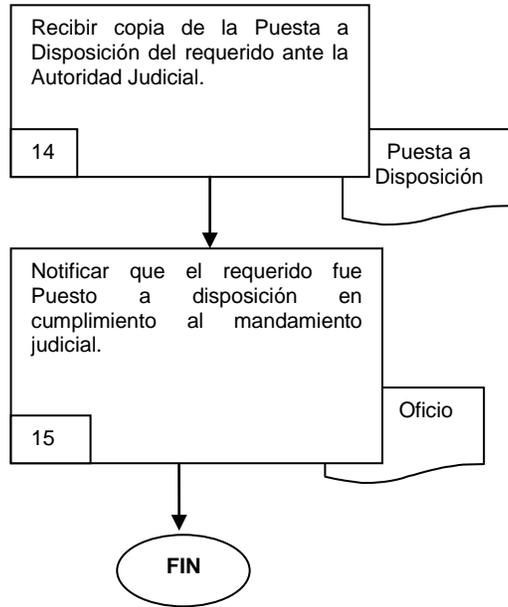 Recibir copia de la Puesta a
Disposición del requerido ante la
Autoridad Judicial.
14
Puesta a
Disposición
Notificar que el requerido fue
Puesto a disposición en
cumplimiento al mandamiento
judicial.
15
Oficio
FIN